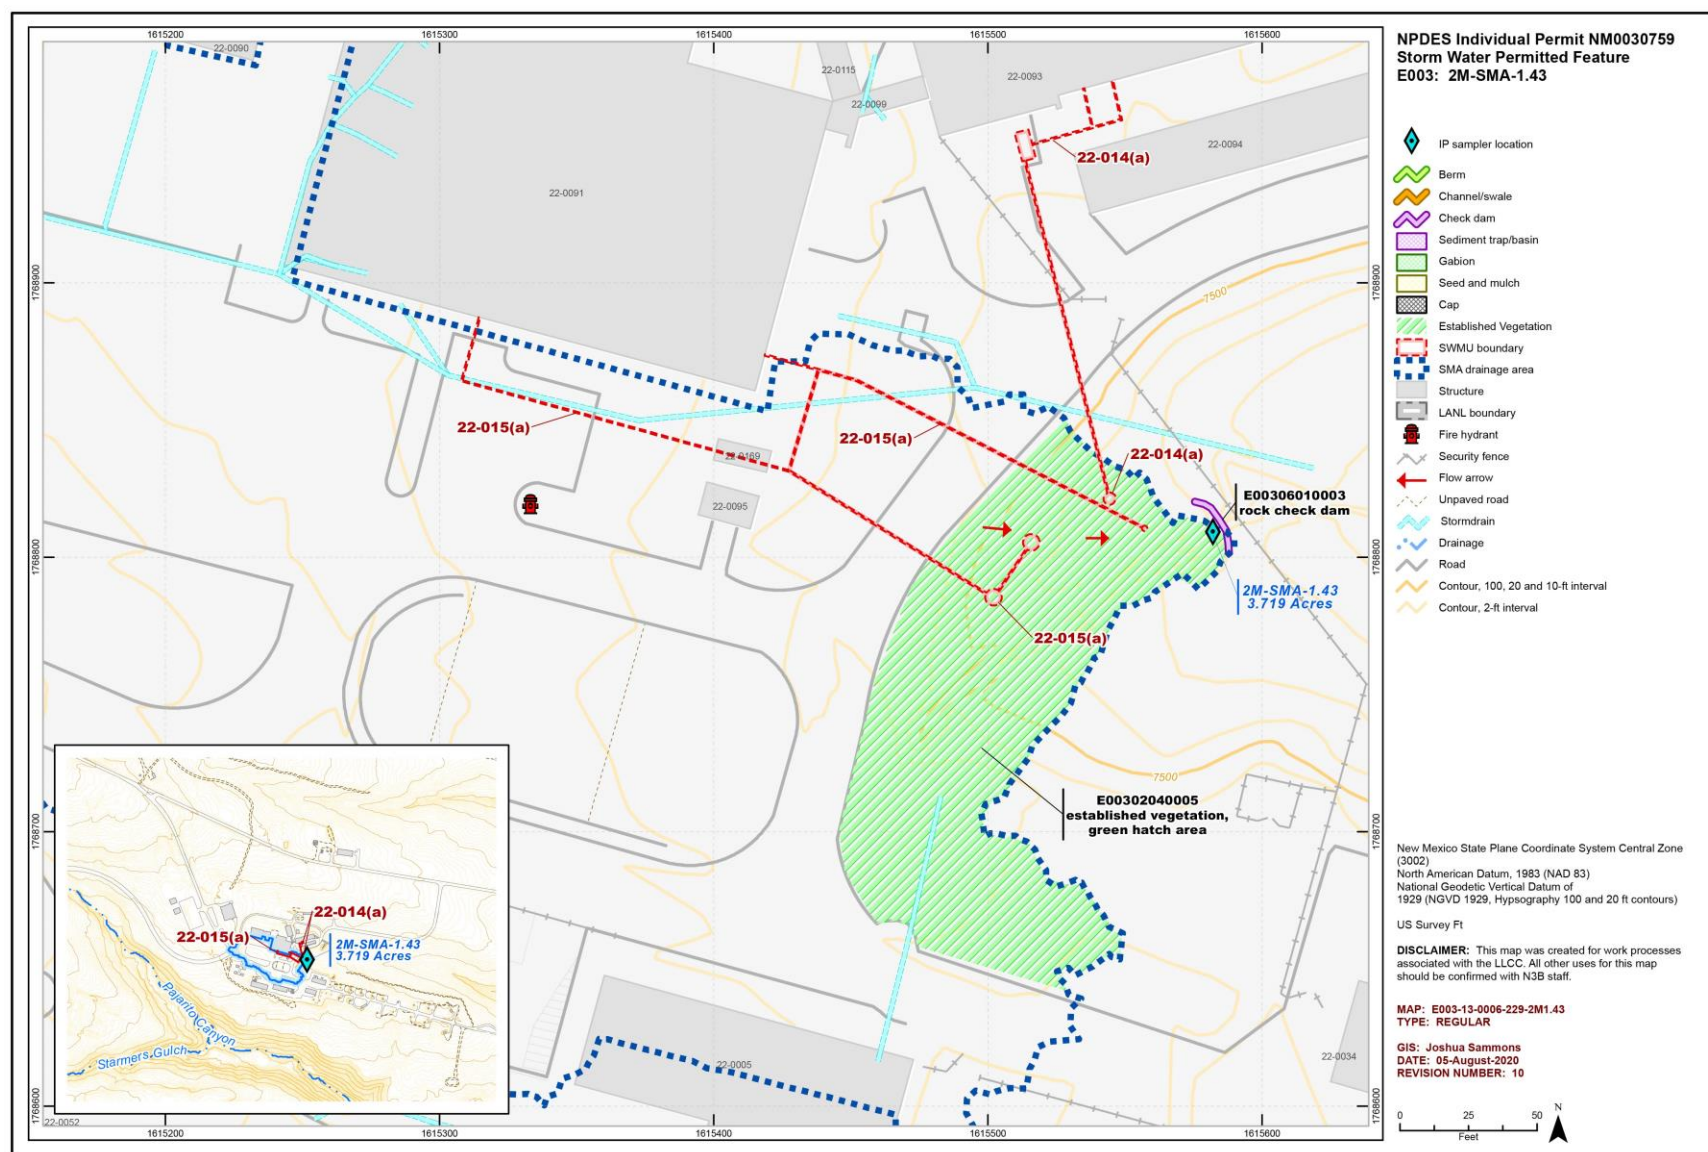 NPDES Individual Permit NM0030759
Storm Water Permitted Feature
E003: 2M-SMA-1.43
IP sampler location
Berm
Channel/swale
Check dam
Sediment trap/basin
Gabion
Seed and mulch
Cap
Established Vegetation
SWMU boundary
SMA drainage area
Structure
LANL boundary
Fire hydrant
Security fence
Flow arrow
Unpaved road
Stormdrain
Drainage
Road
Contour, 100, 20 and 10-ft interval
Contour, 2-ft interval
New Mexico State Plane Coordinate System Central Zone
(3002)
North American Datum, 1983 (NAD 83)
National Geodetic Vertical Datum of
1929 (NGVD 1929, Hypsography 100 and 20 ft contours)
US Survey Ft
DISCLAIMER: This map was created for work processes
associated with the LLCC. All other uses for this map
should be confirmed with N3B staff.
MAP: E003-13-0006-229-2M1.43
TYPE: REGULAR
GIS: Joshua Sammons
DATE: 05-August-2020
REVISION NUMBER: 10
0 25 50
Feet
N
1615200 1615300 1615400 1615500 1615600
1768900
1768800
1768700
1768600
1768900
1768800
1768700
1768600
1615200 1615300 1615400 1615500 1615600
22-0090
22-0115
22-0093
22-0099
22-0094
22-014(a)
22-0091
7500
22-015(a)
22-015(a)
22-014(a)
22-0169
22-0095
E00306010003
rock check dam
2M-SMA-1.43
3.719 Acres
22-015(a)
7500
E00302040005
established vegetation,
green hatch area
22-0005
22-0034
22-0052
22-014(a)
22-015(a)
2M-SMA-1.43
3.719 Acres
Pajarito Canyon
Starmers Gulch